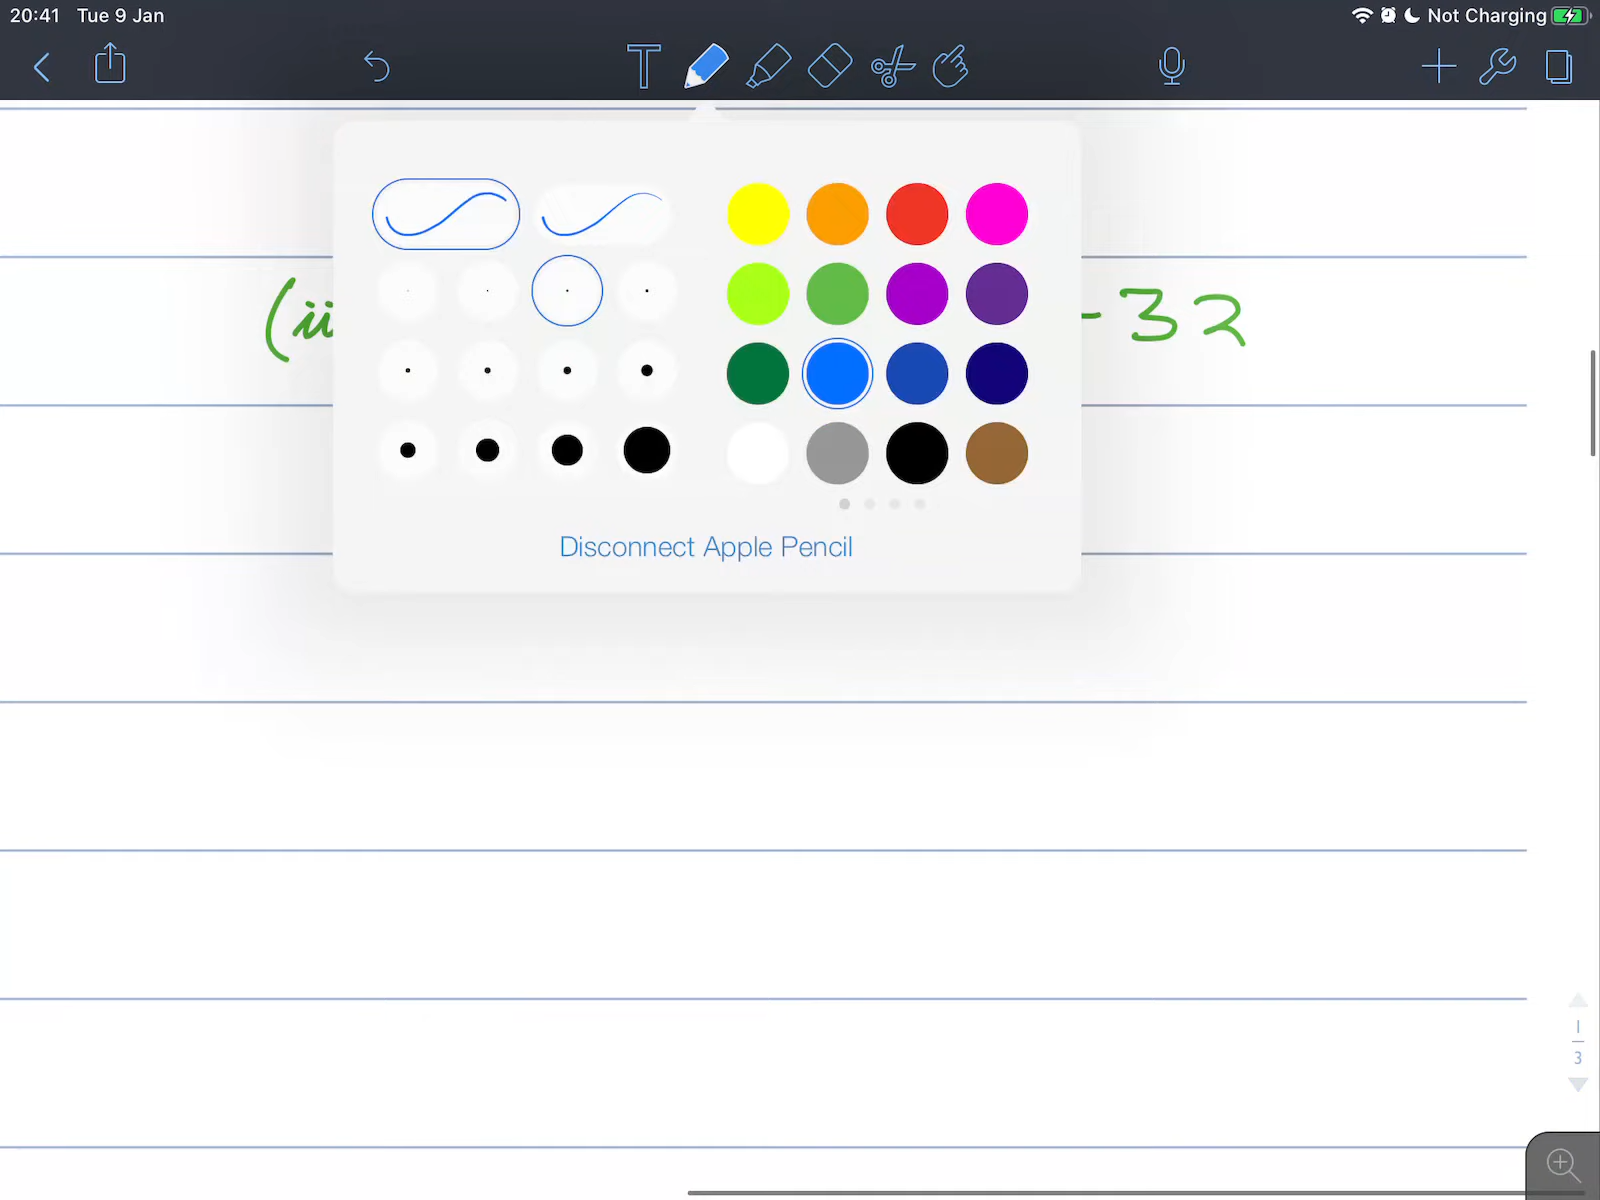 20:41 Tue 9 Jan
Not Charging
T
(ii
- 32
Disconnect Apple Pencil
1
3